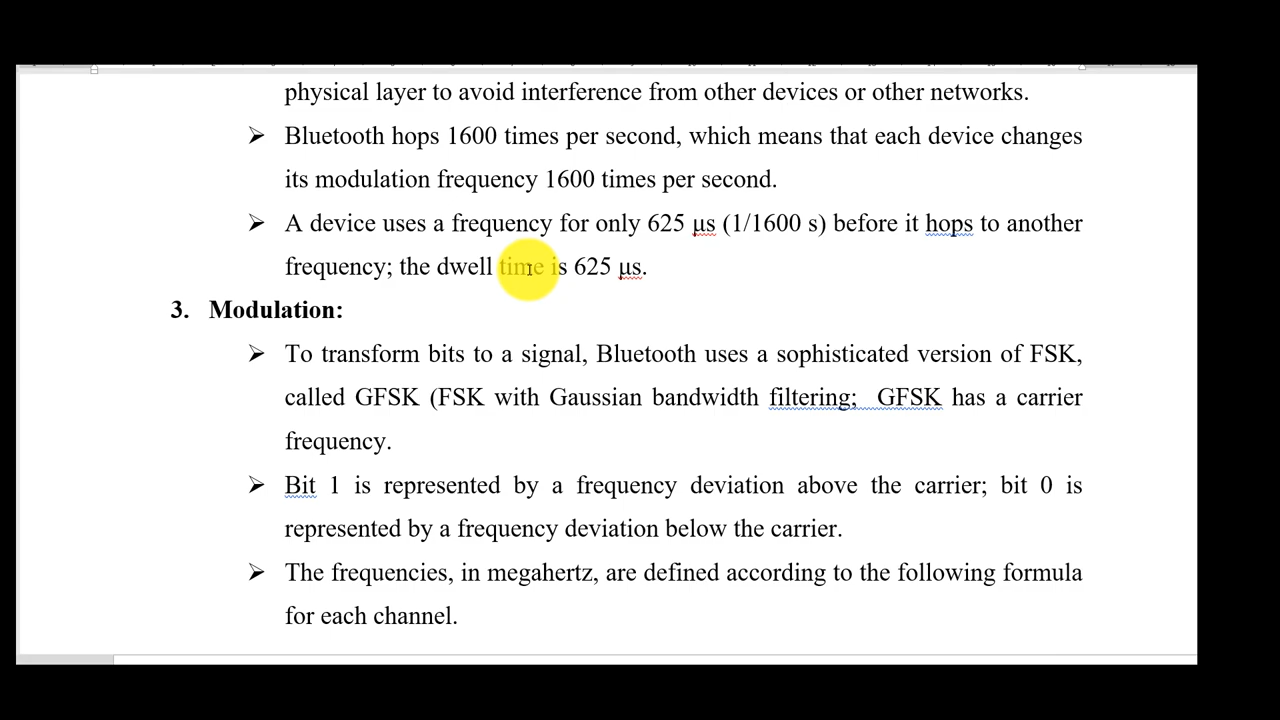 physical layer to avoid interference from other devices or other networks.
➢ Bluetooth hops 1600 times per second, which means that each device changes
its modulation frequency 1600 times per second.
➢ A device uses a frequency for only 625 μs (1/1600 s) before it hops to another
frequency; the dwell time is 625 μs.
3. Modulation:
➢ To transform bits to a signal, Bluetooth uses a sophisticated version of FSK,
called GFSK (FSK with Gaussian bandwidth filtering;  GFSK has a carrier
frequency.
➢ Bit 1 is represented by a frequency deviation above the carrier; bit 0 is
represented by a frequency deviation below the carrier.
➢ The frequencies, in megahertz, are defined according to the following formula
for each channel.